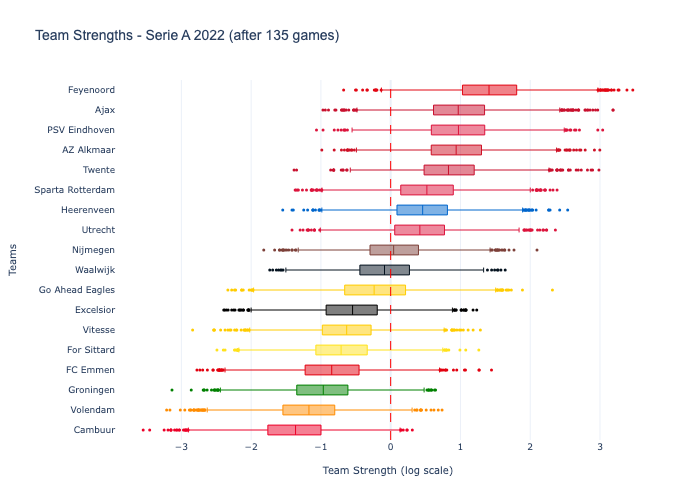 Team Strengths - Serie A 2022 (after 135 games)
Feyenoord
Ajax
PSV Eindhoven
AZ Alkmaar
Twente
Sparta Rotterdam
Heerenveen
Utrecht
Nijmegen
Waalwijk
Go Ahead Eagles
Excelsior
Vitesse
For Sittard
FC Emmen
Groningen
Volendam
Cambuur
Teams
−3 −2 −1 0 1 2 3
Team Strength (log scale)